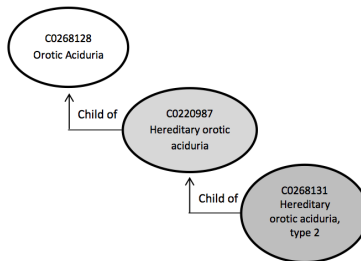 C0268128
Orotic Aciduria
Child of
C0220987
Hereditary orotic
aciduria
Child of
C0268131
Hereditary
orotic aciduria,
type 2